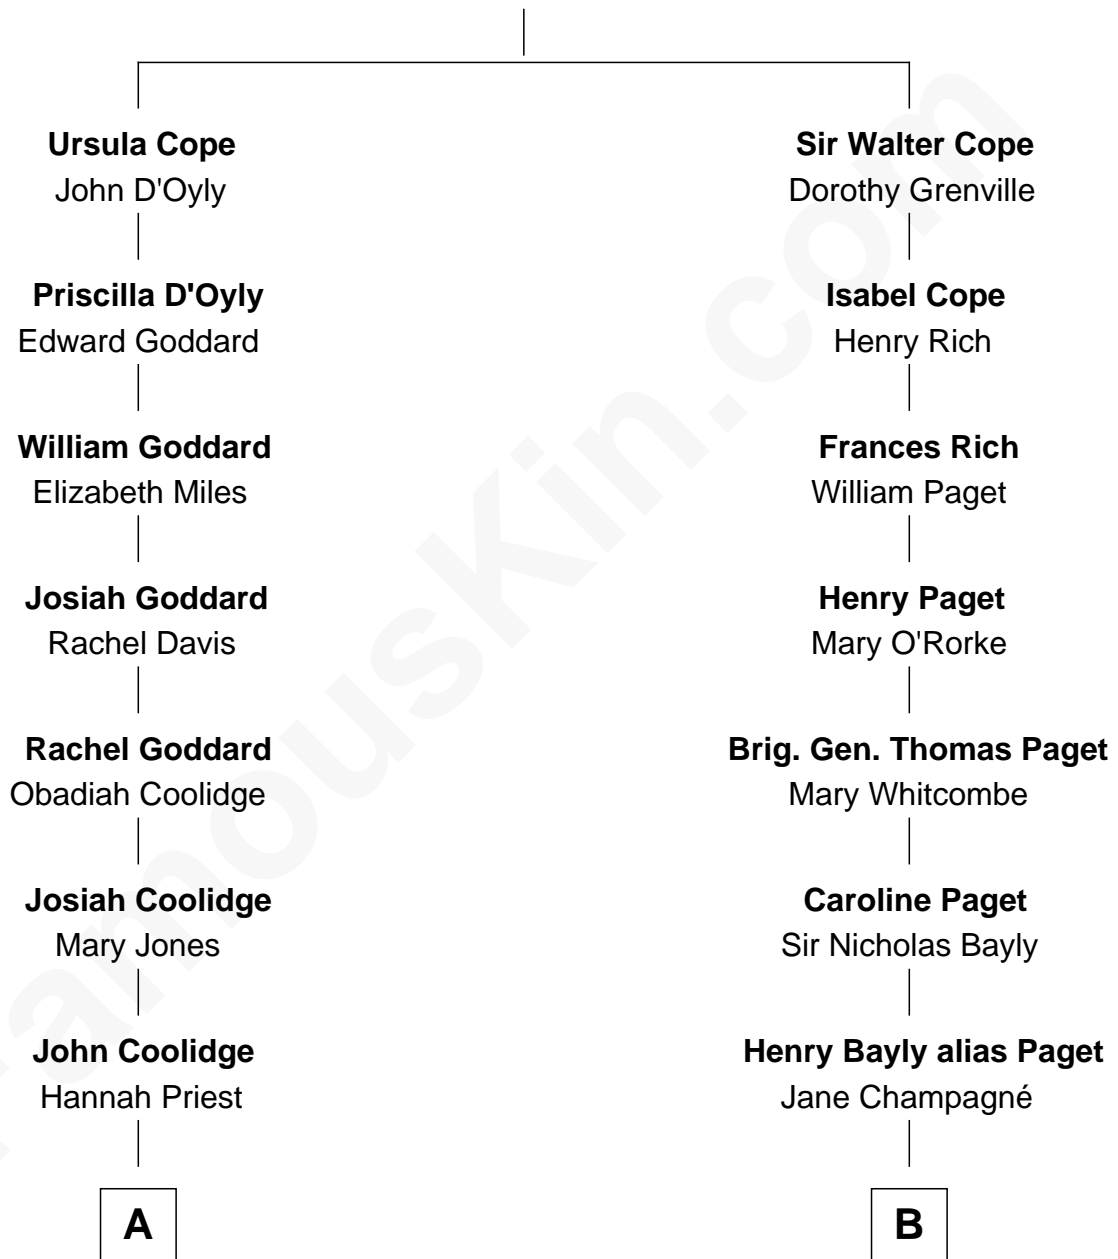 Ursula Cope
John D'Oyly
Priscilla D'Oyly
Edward Goddard
William Goddard
Elizabeth Miles
Josiah Goddard
Rachel Davis
Rachel Goddard
Obadiah Coolidge
Josiah Coolidge
Mary Jones
John Coolidge
Hannah Priest
A
Sir Walter Cope
Dorothy Grenville
Isabel Cope
Henry Rich
Frances Rich
William Paget
Henry Paget
Mary O'Rorke
Brig. Gen. Thomas Paget
Mary Whitcombe
Caroline Paget
Sir Nicholas Bayly
Henry Bayly alias Paget
Jane Champagné
B
FamousKin.com